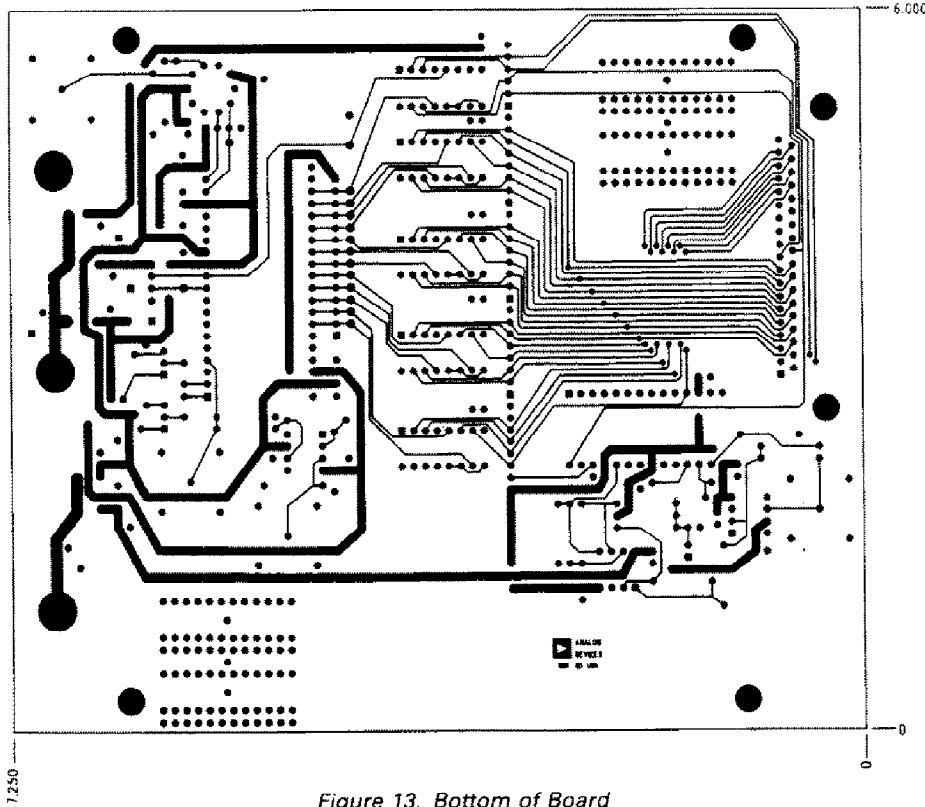 6.000
ANALOG
DEVICES
0
0
7.250
Figure 13. Bottom of Board